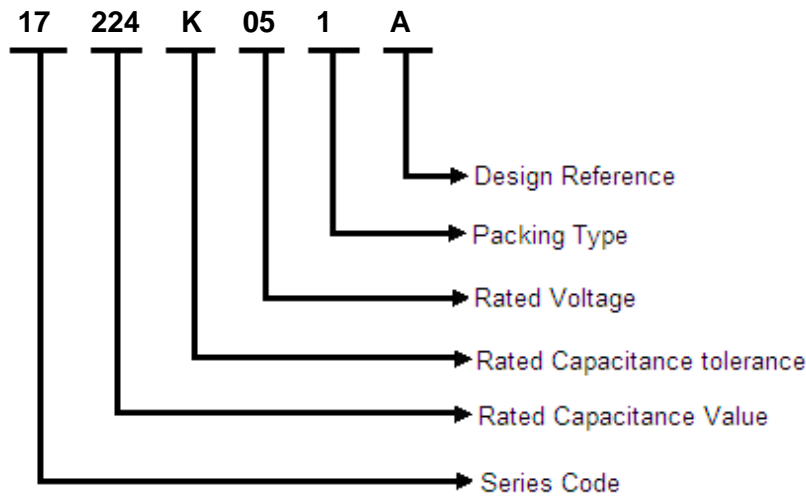 17 224 K 05 1 A
Design Reference
Packing Type
Rated Voltage
Rated Capacitance tolerance
Rated Capacitance Value
Series Code